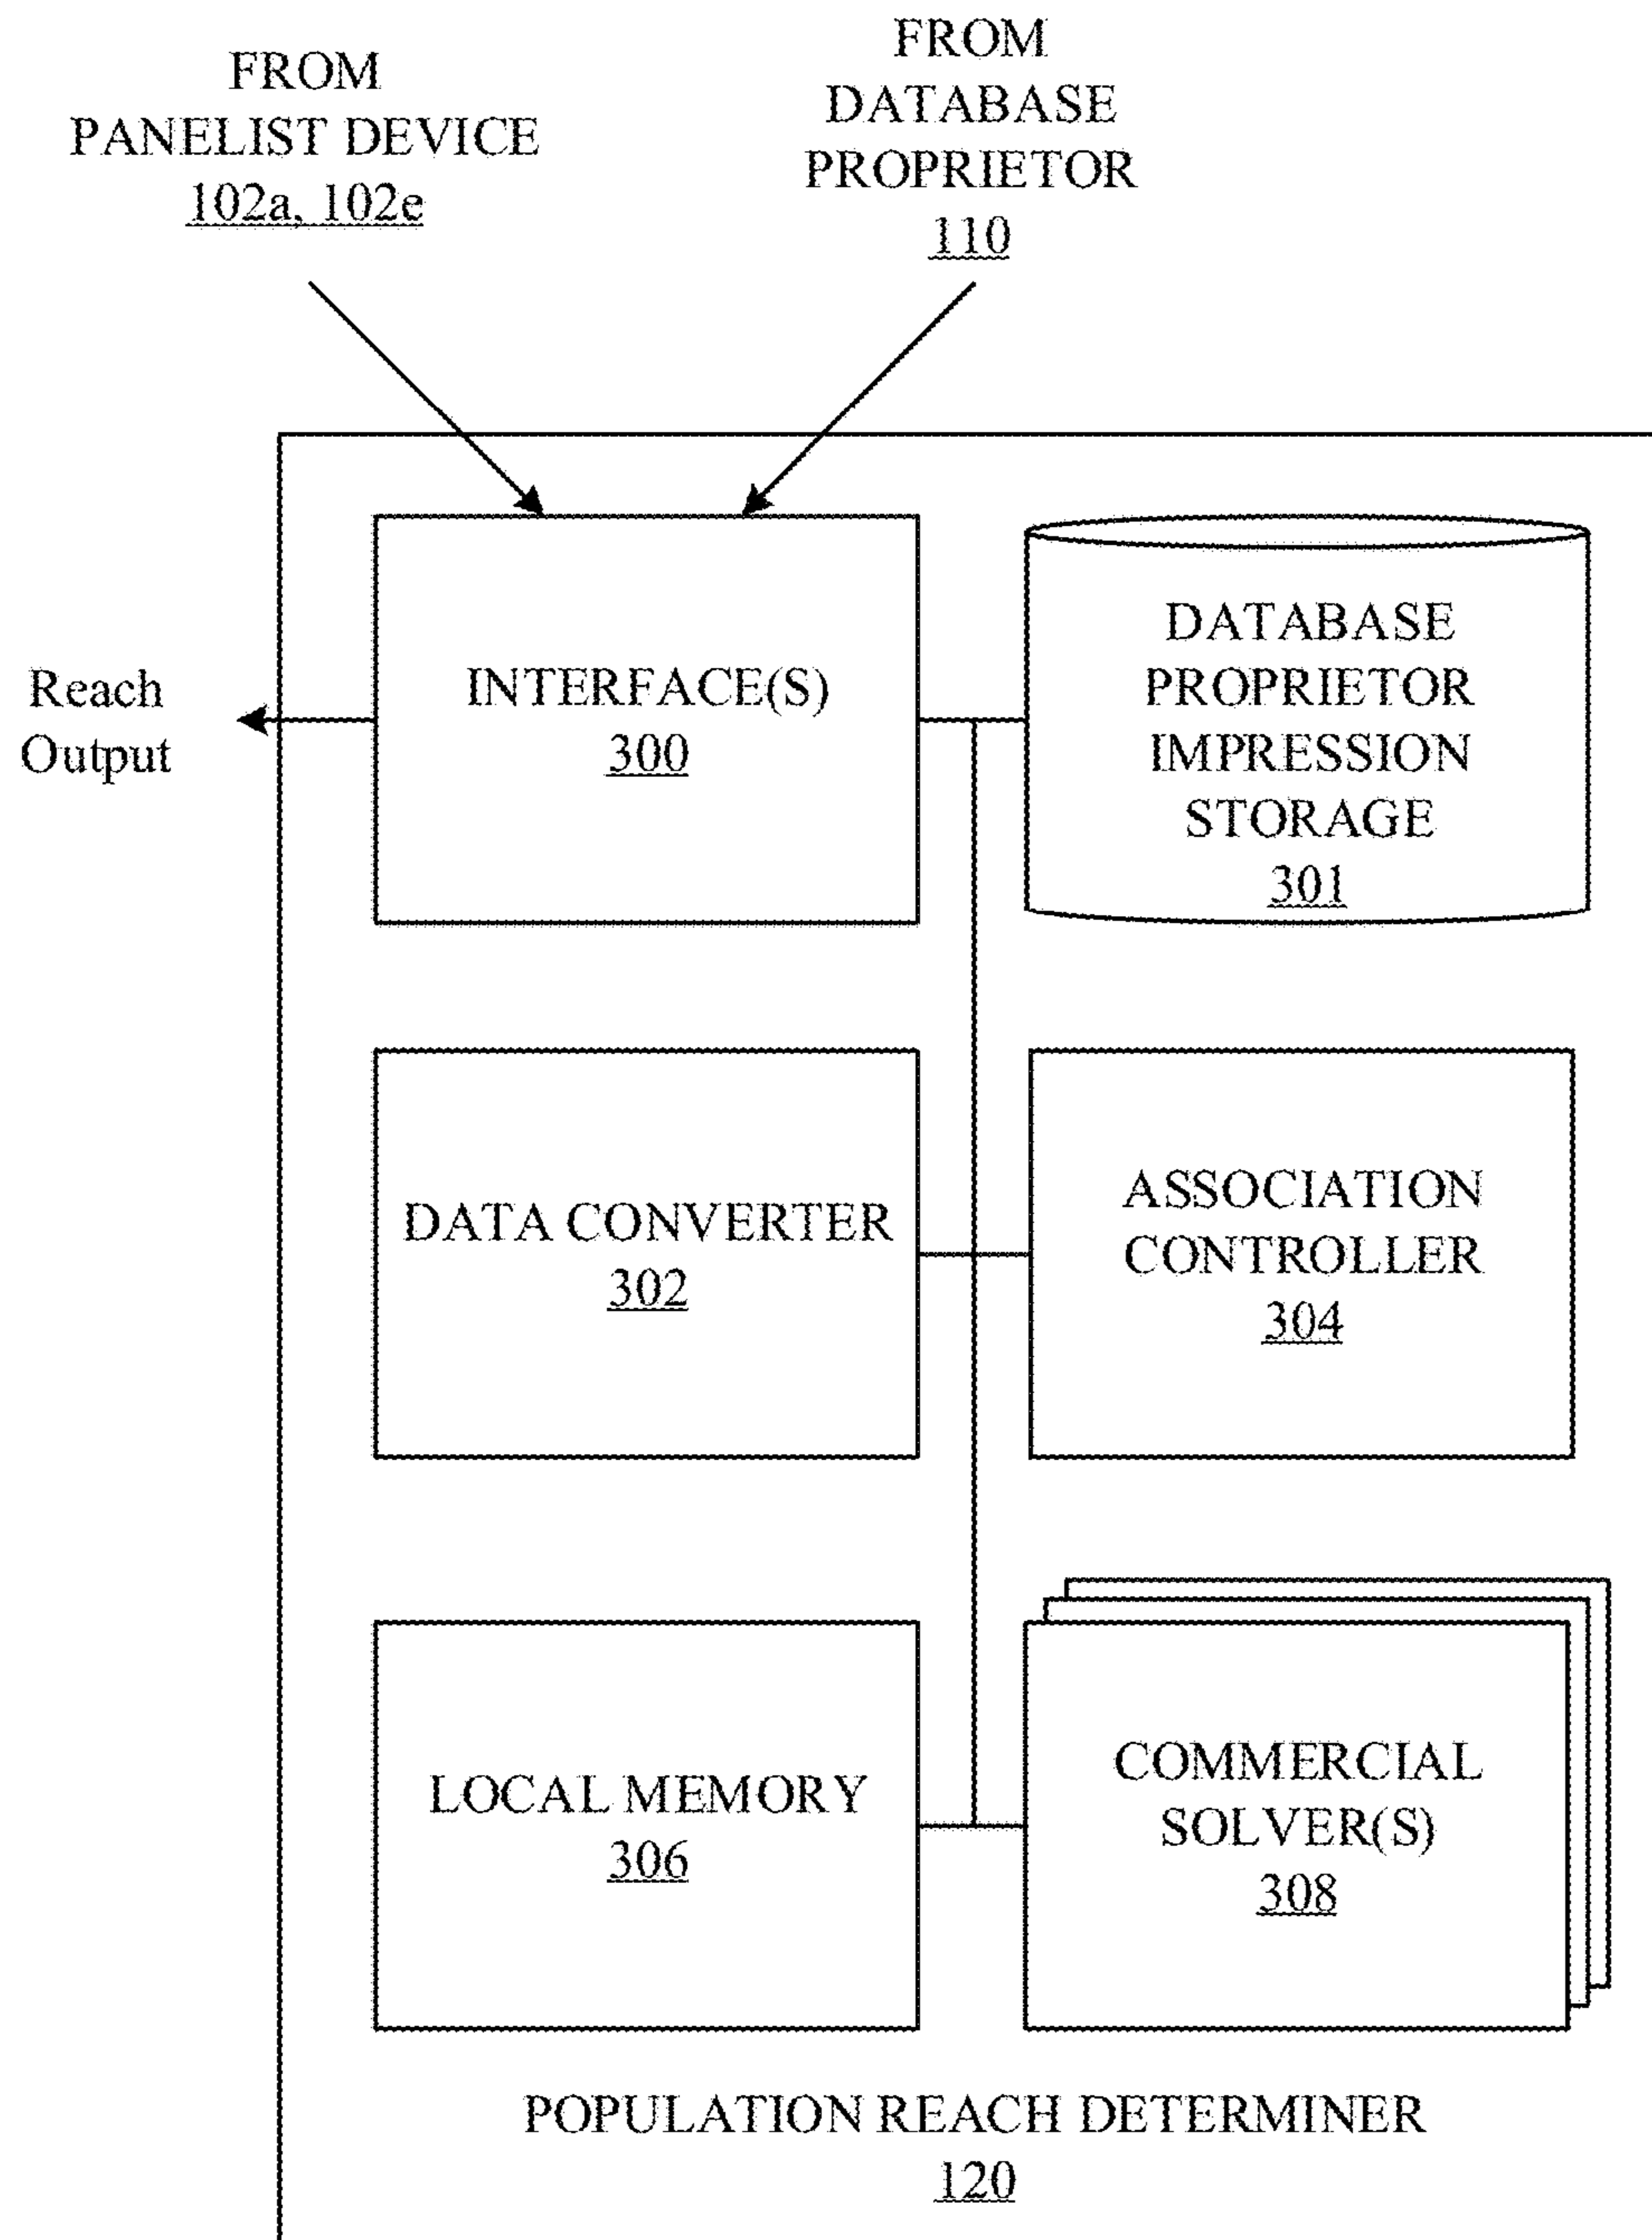 FROM
PANELIST DEVICE
102a, 102e
FROM
DATABASE
PROPRIETOR
110
Reach
Output
INTERFACE(S)
300
DATABASE
PROPRIETOR
IMPRESSION
STORAGE
301
DATA CONVERTER
302
ASSOCIATION
CONTROLLER
304
LOCAL MEMORY
306
COMMERCIAL
SOLVER(S)
308
POPULATION REACH DETERMINER
120